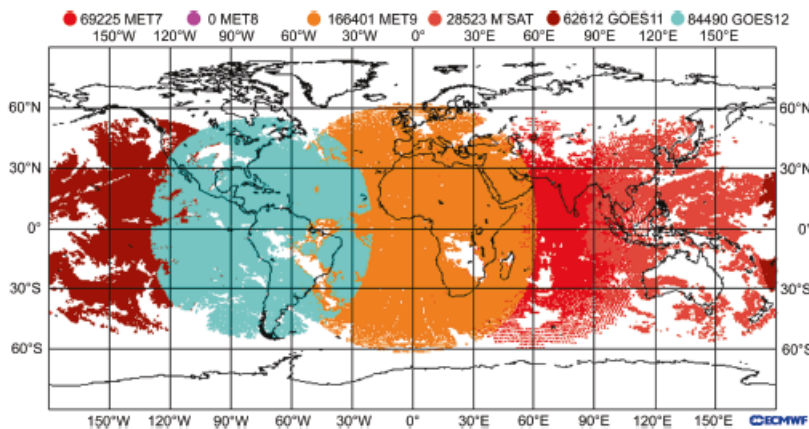 69225 MET7 0 MET8 166401 MET9 28523 MTSAT 62612 GOES11 84490 GOES12
150°W 120°W 90°W 60°W 30°W 0° 30°E 60°E 90°E 120°E 150°E
60°N 60°N
30°N 30°N
0° 0°
30°S 30°S
60°S 60°S
150°W 120°W 90°W 60°W 30°W 0° 30°E 60°E 90°E 120°E 150°E
ECMWF